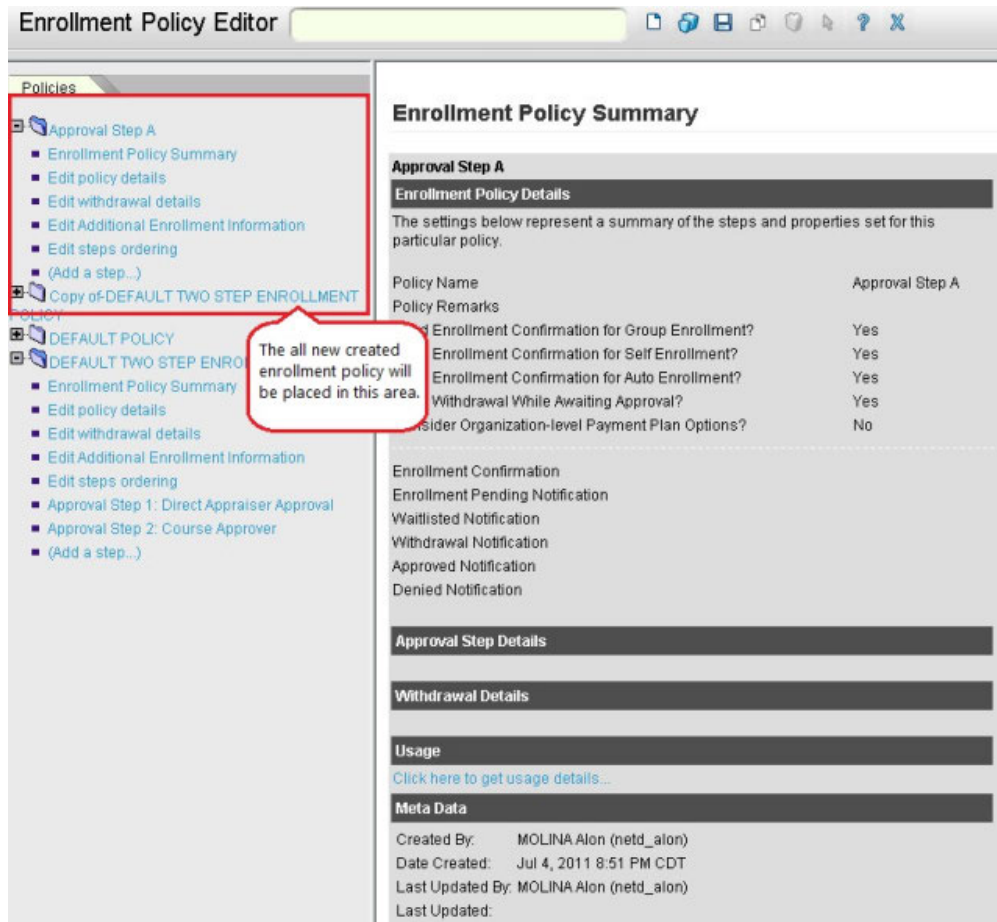 Enrollment Policy Editor
Policies
Approval Step A
Enrollment Policy Summary
Edit policy details
Edit withdrawal details
Edit Additional Enrollment Information
Edit steps ordering
(Add a step...)
Copy of-DEFAULT TWO STEP ENROLLMENT
POLICY
DEFAULT POLICY
DEFAULT TWO STEP ENRO
Enrollment Policy Summary
Edit policy details
Edit withdrawal details
Edit Additional Enrollment Information
Edit steps ordering
Approval Step 1: Direct Appraiser Approval
Approval Step 2: Course Approver
(Add a step...)
The all new created
enrollment policy will
be placed in this area.
Enrollment Policy Summary
Approval Step A
Enrollment Policy Details
The settings below represent a summary of the steps and properties set for this
particular policy.
Policy Name Approval Step A
Policy Remarks
Enrollment Confirmation for Group Enrollment? Yes
Enrollment Confirmation for Self Enrollment? Yes
Enrollment Confirmation for Auto Enrollment? Yes
Withdrawal While Awaiting Approval? Yes
Organization-level Payment Plan Options? No
Enrollment Confirmation
Enrollment Pending Notification
Waitlisted Notification
Withdrawal Notification
Approved Notification
Denied Notification
Approval Step Details
Withdrawal Details
Usage
Click here to get usage details...
Meta Data
Created By: MOLINA Alon (netd_alon)
Date Created: Jul 4, 2011 8:51 PM CDT
Last Updated By: MOLINA Alon (netd_alon)
Last Updated: